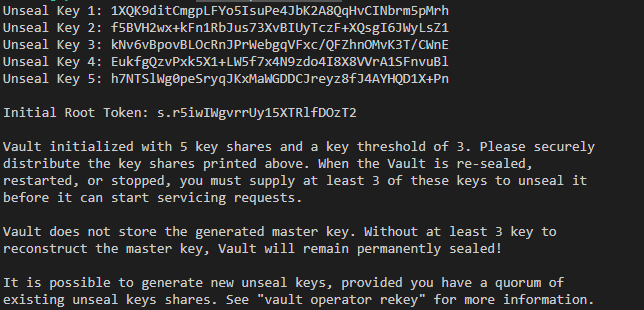 Unseal Key 1: 1XQK9ditCmgpLFYo5IsuPe4JbK2A8QqHvCINbrm5pMrh
Unseal Key 2: f5BVH2wx+kFn1RbJus73XvBIUyTczF+XQsgI6JWyLsZ1
Unseal Key 3: kNv6vBpovBLOcRnJPrWebgqVFxc/QFZhnOMvK3T/CWnE
Unseal Key 4: EukfgQzvPxk5X1+LW5f7x4N9zdo4I8X8VVrA1SFnvuBl
Unseal Key 5: h7NTSlWg0peSryqJKxMaWGDDCJreyz8fJ4AYHQD1X+Pn
Initial Root Token: s.r5iwIWgvrrUy15XTRlfDOzT2
Vault initialized with 5 key shares and a key threshold of 3. Please securely
distribute the key shares printed above. When the Vault is re-sealed,
restarted, or stopped, you must supply at least 3 of these keys to unseal it
before it can start servicing requests.
Vault does not store the generated master key. Without at least 3 key to
reconstruct the master key, Vault will remain permanently sealed!
It is possible to generate new unseal keys, provided you have a quorum of
existing unseal keys shares. See "vault operator rekey" for more information.